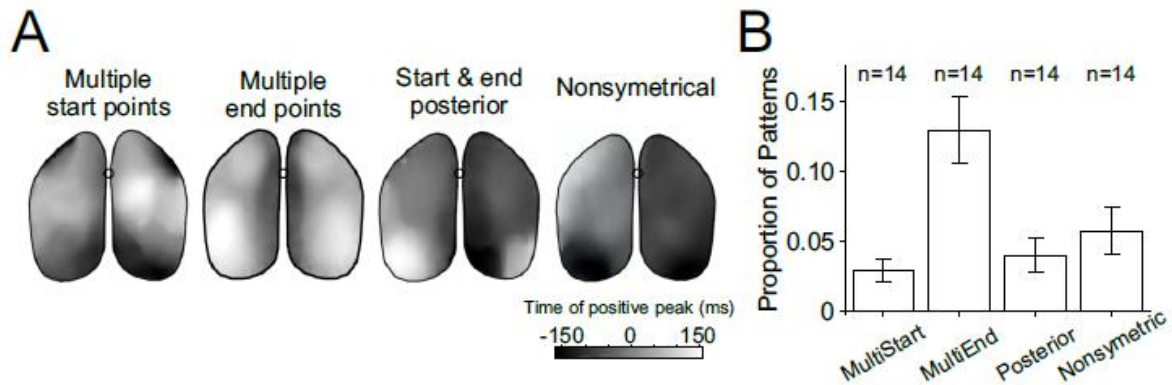 A
Multiple
start points
Multiple
end points
Start & end
posterior
Nonsymmetrical
Time of positive peak (ms)
-150 0 150
B
Proportion of Patterns
n=14 n=14 n=14 n=14
0.15
0.10
0.05
0
MultiStart
MultiEnd
Posterior
Nonsymetric